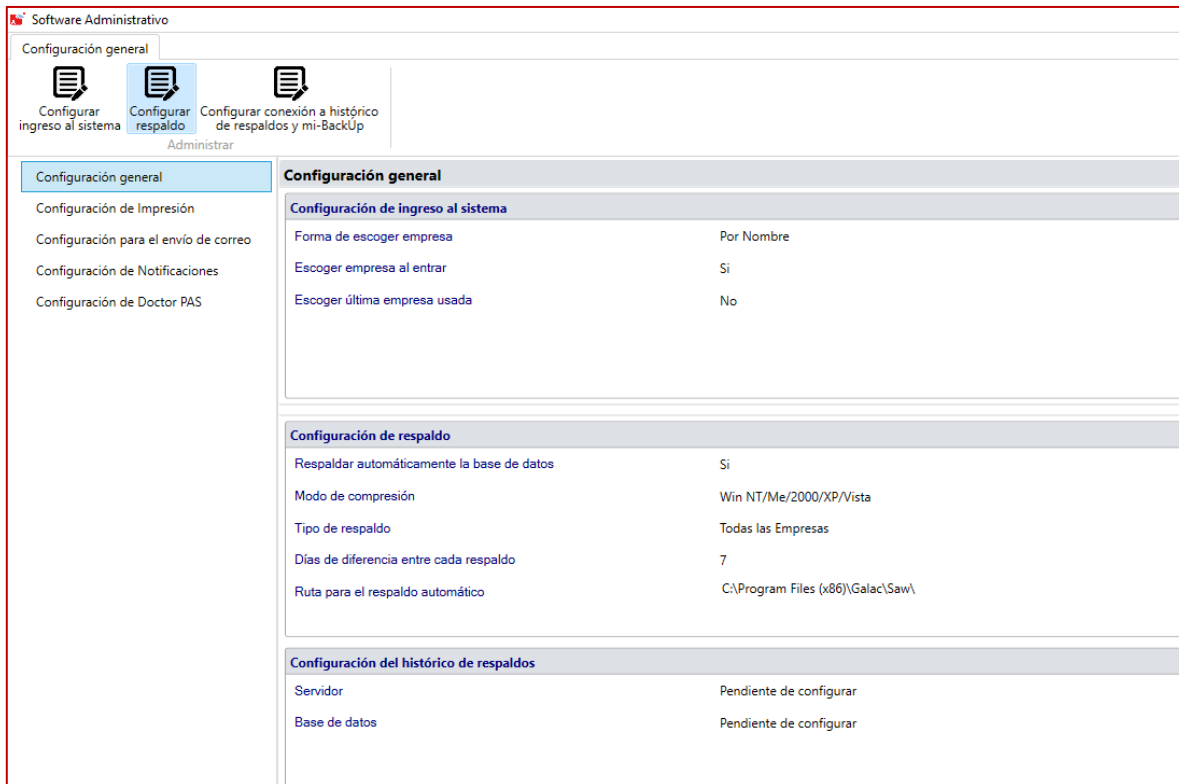 Software Administrativo
Configuración general
Configurar
ingreso al sistema
Configurar
respaldo
Configurar conexión a histórico
de respaldos y mi-BackUp
Administrar
Configuración general
Configuración de Impresión
Configuración para el envío de correo
Configuración de Notificaciones
Configuración de Doctor PAS
Configuración general
Configuración de ingreso al sistema
Forma de escoger empresa Por Nombre
Escoger empresa al entrar Si
Escoger última empresa usada No
Configuración de respaldo
Respaldar automáticamente la base de datos Si
Modo de compresión Win NT/Me/2000/XP/Vista
Tipo de respaldo Todas las Empresas
Días de diferencia entre cada respaldo 7
Ruta para el respaldo automático C:\Program Files (x86)\Galac\Saw\
Configuración del histórico de respaldos
Servidor Pendiente de configurar
Base de datos Pendiente de configurar